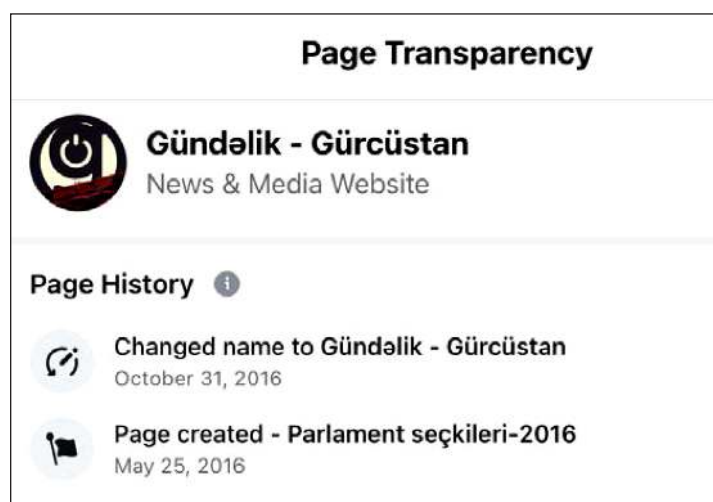 Page Transparency
Gündəlik - Gürcüstan
News & Media Website
Page History
Changed name to Gündəlik - Gürcüstan
October 31, 2016
Page created - Parlament seçkileri-2016
May 25, 2016